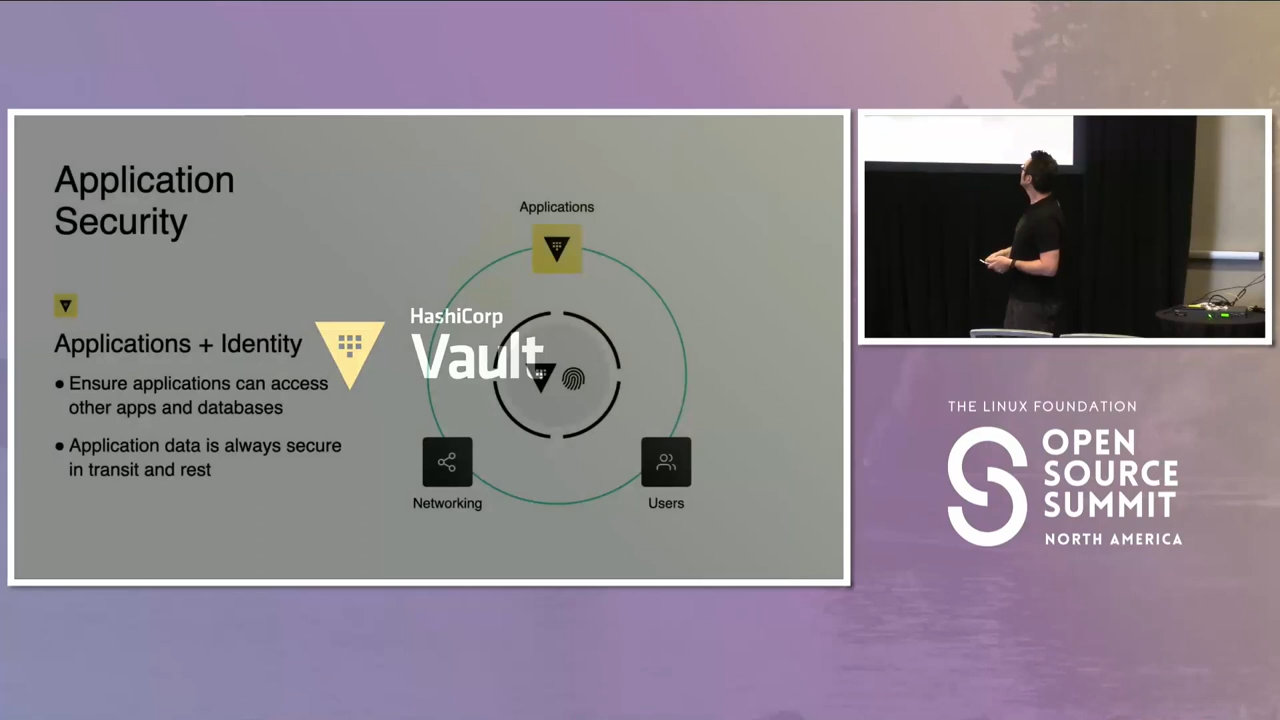 Application
Security
Applications + Identity
• Ensure applications can access
other apps and databases
• Application data is always secure
in transit and rest
HashiCorp
Vault
Applications
Networking
Users
THE LINUX FOUNDATION
OPEN
SOURCE
SUMMIT
NORTH AMERICA